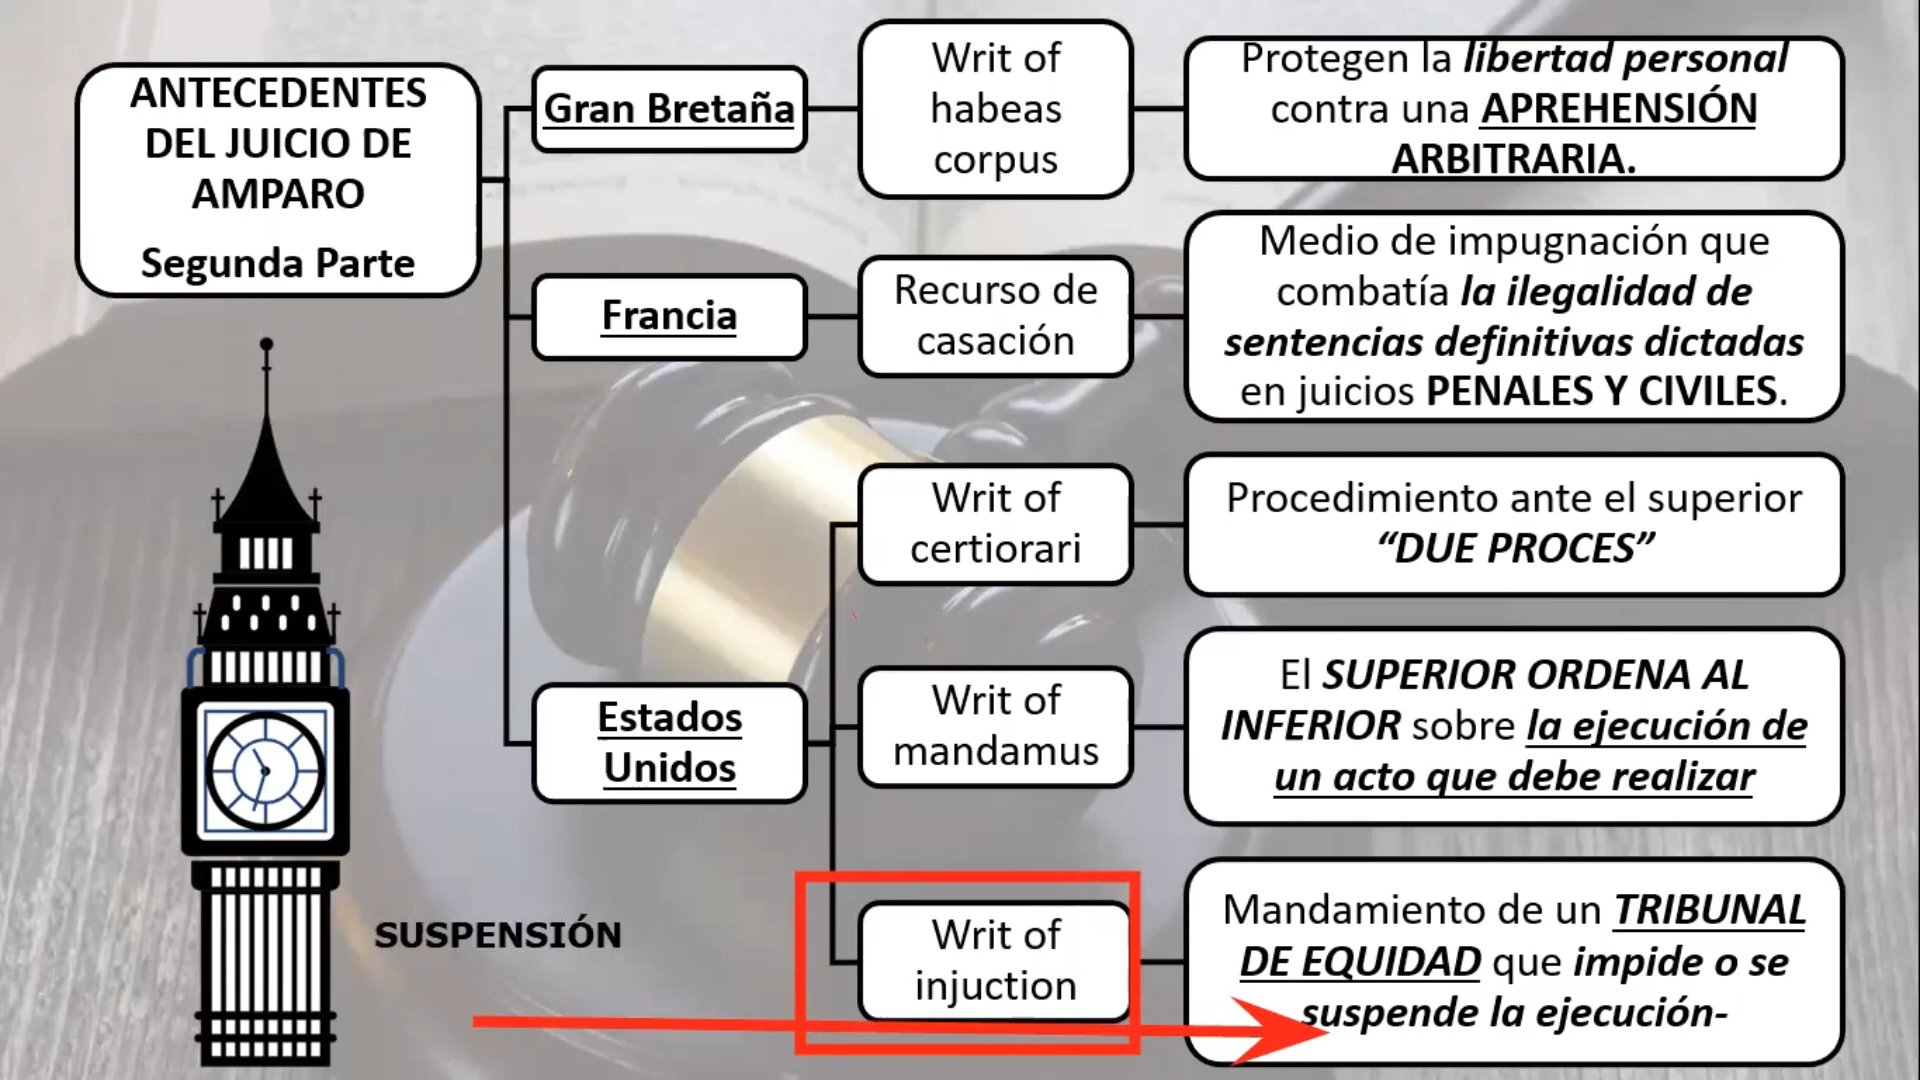 ANTECEDENTES
DEL JUICIO DE
AMPARO
Segunda Parte
Gran Bretaña
Writ of
habeas
corpus
Protegen la libertad personal
contra una APREHENSIÓN
ARBITRARIA.
Francia
Recurso de
casación
Medio de impugnación que
combatía la ilegalidad de
sentencias definitivas dictadas
en juicios PENALES Y CIVILES.
Estados
Unidos
Writ of
certiorari
Procedimiento ante el superior
“DUE PROCES”
Writ of
mandamus
El SUPERIOR ORDENA AL
INFERIOR sobre la ejecución de
un acto que debe realizar
SUSPENSIÓN
Writ of
injuction
Mandamiento de un TRIBUNAL
DE EQUIDAD que impide o se
suspende la ejecución-